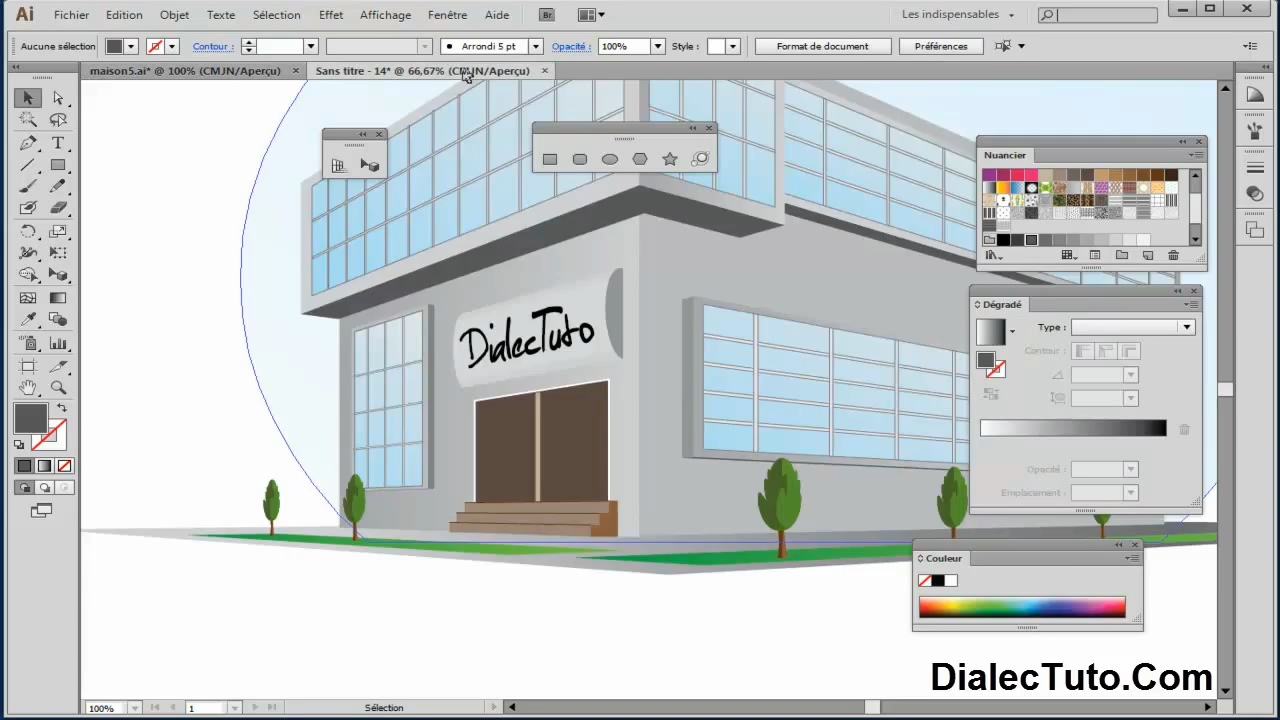 Ai Fichier Edition Objet Texte Sélection Effet Affichage Fenêtre Aide Br Les indispensables
Aucune sélection Contour : Arrondi 5 pt Opacité : 100% Style : Format de document Préférences
maison5.ai* @ 100% (CMJN/Aperçu) Sans titre - 14* @ 66,67% (CMJN/Aperçu)
Nuancier
Dégradé
Type :
Contour :
DialecTuto
Opacité :
Emplacement :
Couleur
DialecTuto.Com
100% 1 Sélection